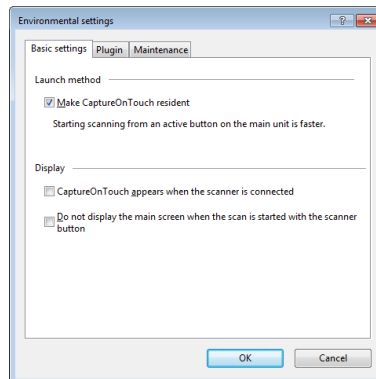 Environmental settings
Basic settings Plugin Maintenance
Launch method
Make CaptureOnTouch resident
Starting scanning from an active button on the main unit is faster.
Display
CaptureOnTouch appears when the scanner is connected
Do not display the main screen when the scan is started with the scanner
button
OK Cancel